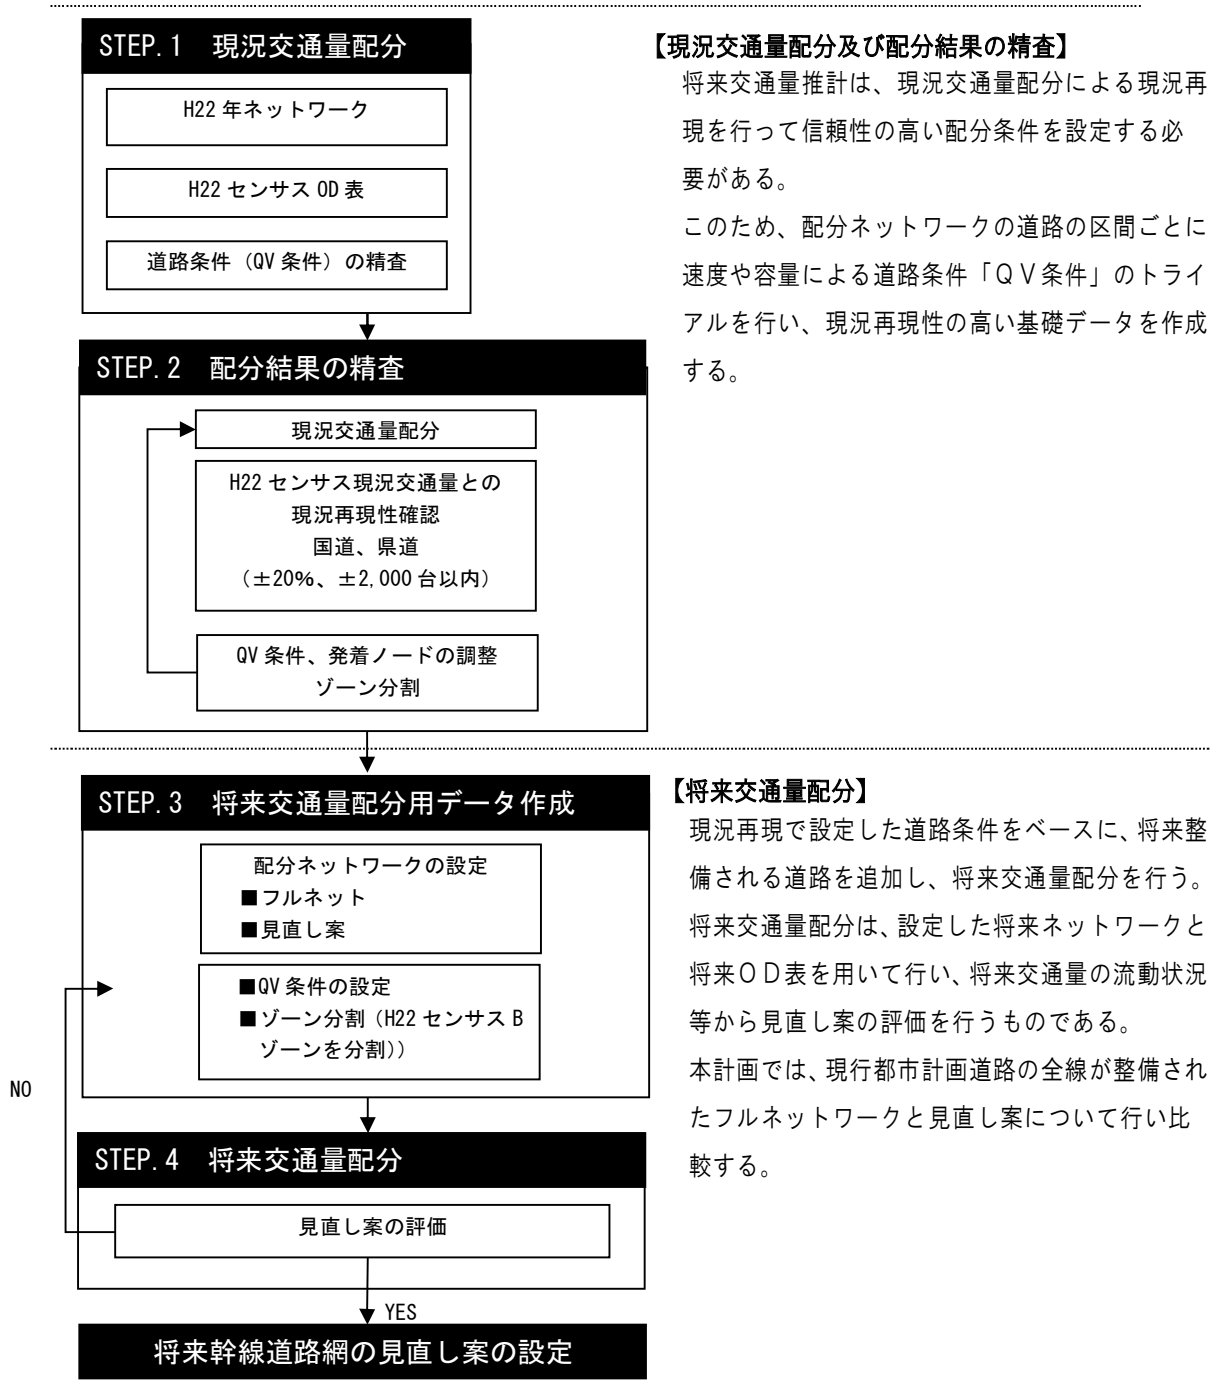 STEP.1 現況交通量配分
H22 年ネットワーク
H22 センサス OD 表
道路条件（QV 条件）の精査
【現況交通量配分及び配分結果の精査】
将来交通量推計は、現況交通量配分による現況再
現を行って信頼性の高い配分条件を設定する必
要がある。
このため、配分ネットワークの道路の区間ごとに
速度や容量による道路条件「ＱＶ条件」のトライ
アルを行い、現況再現性の高い基礎データを作成
する。
STEP.2 配分結果の精査
現況交通量配分
H22 センサス現況交通量との
現況再現性確認
国道、県道
（±20%、±2,000 台以内）
QV 条件、発着ノードの調整
ゾーン分割
STEP.3 将来交通量配分用データ作成
配分ネットワークの設定
■フルネット
■見直し案
■QV 条件の設定
■ゾーン分割（H22 センサス B
ゾーンを分割））
【将来交通量配分】
現況再現で設定した道路条件をベースに、将来整
備される道路を追加し、将来交通量配分を行う。
将来交通量配分は、設定した将来ネットワークと
将来ＯＤ表を用いて行い、将来交通量の流動状況
等から見直し案の評価を行うものである。
本計画では、現行都市計画道路の全線が整備され
たフルネットワークと見直し案について行い比
較する。
NO
STEP.4 将来交通量配分
見直し案の評価
YES
将来幹線道路網の見直し案の設定